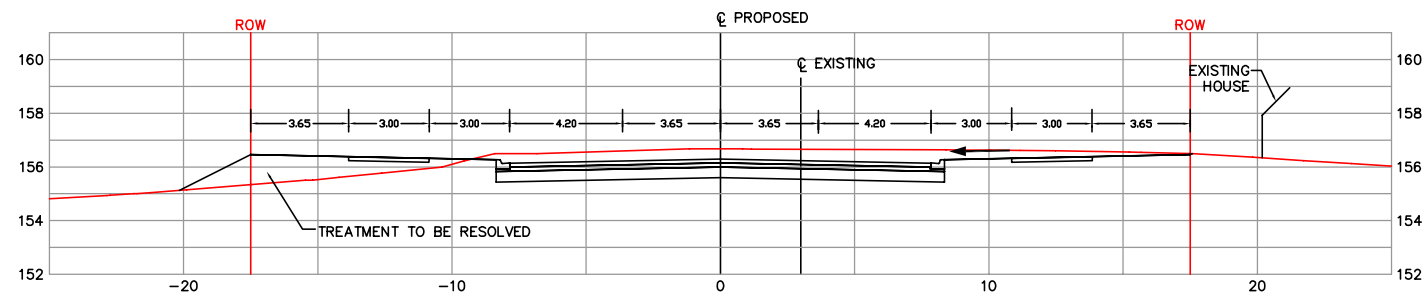 ℄ PROPOSED
ROW
ROW
160
℄ EXISTING
160
EXISTING
HOUSE
158
158
3.65 3.00 3.00 4.20 3.65 3.65 4.20 3.00 3.00 3.65
156
156
TREATMENT TO BE RESOLVED
154
154
152
152
-20 -10 0 10 20